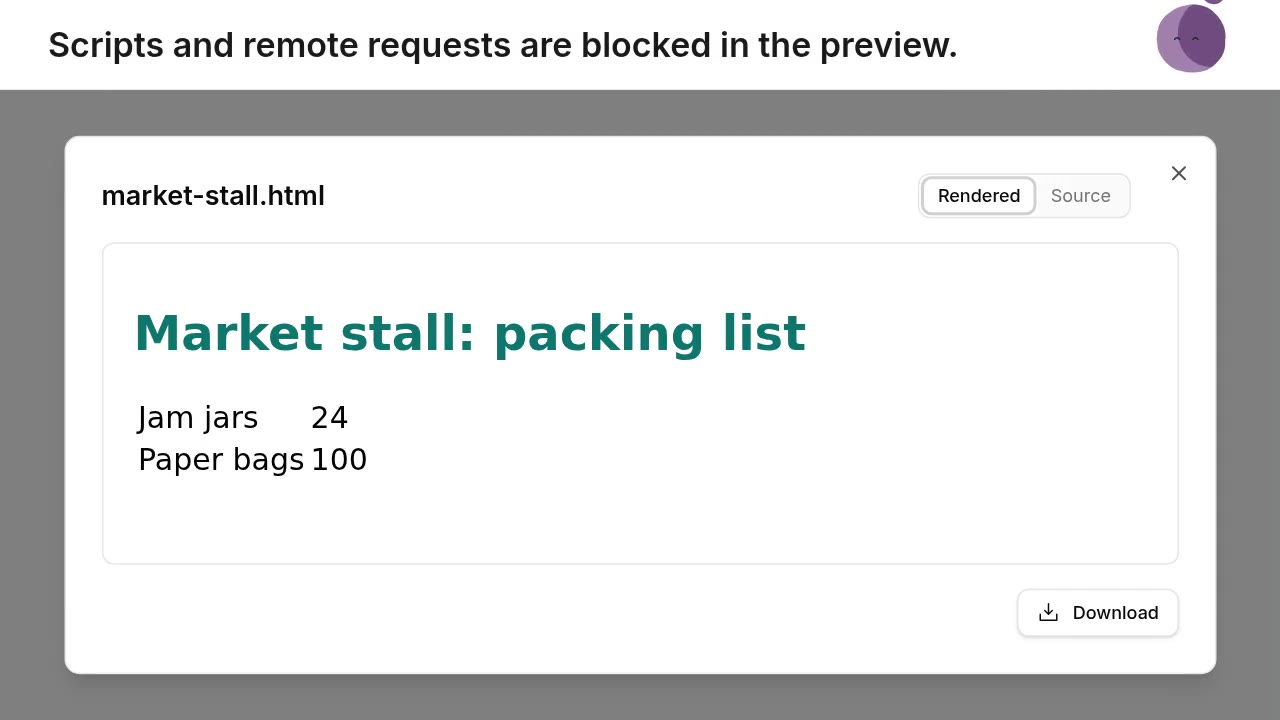 Scripts and remote requests are blocked in the preview.
market-stall.html
Rendered Source
Market stall: packing list
Jam jars 24
Paper bags 100
Download